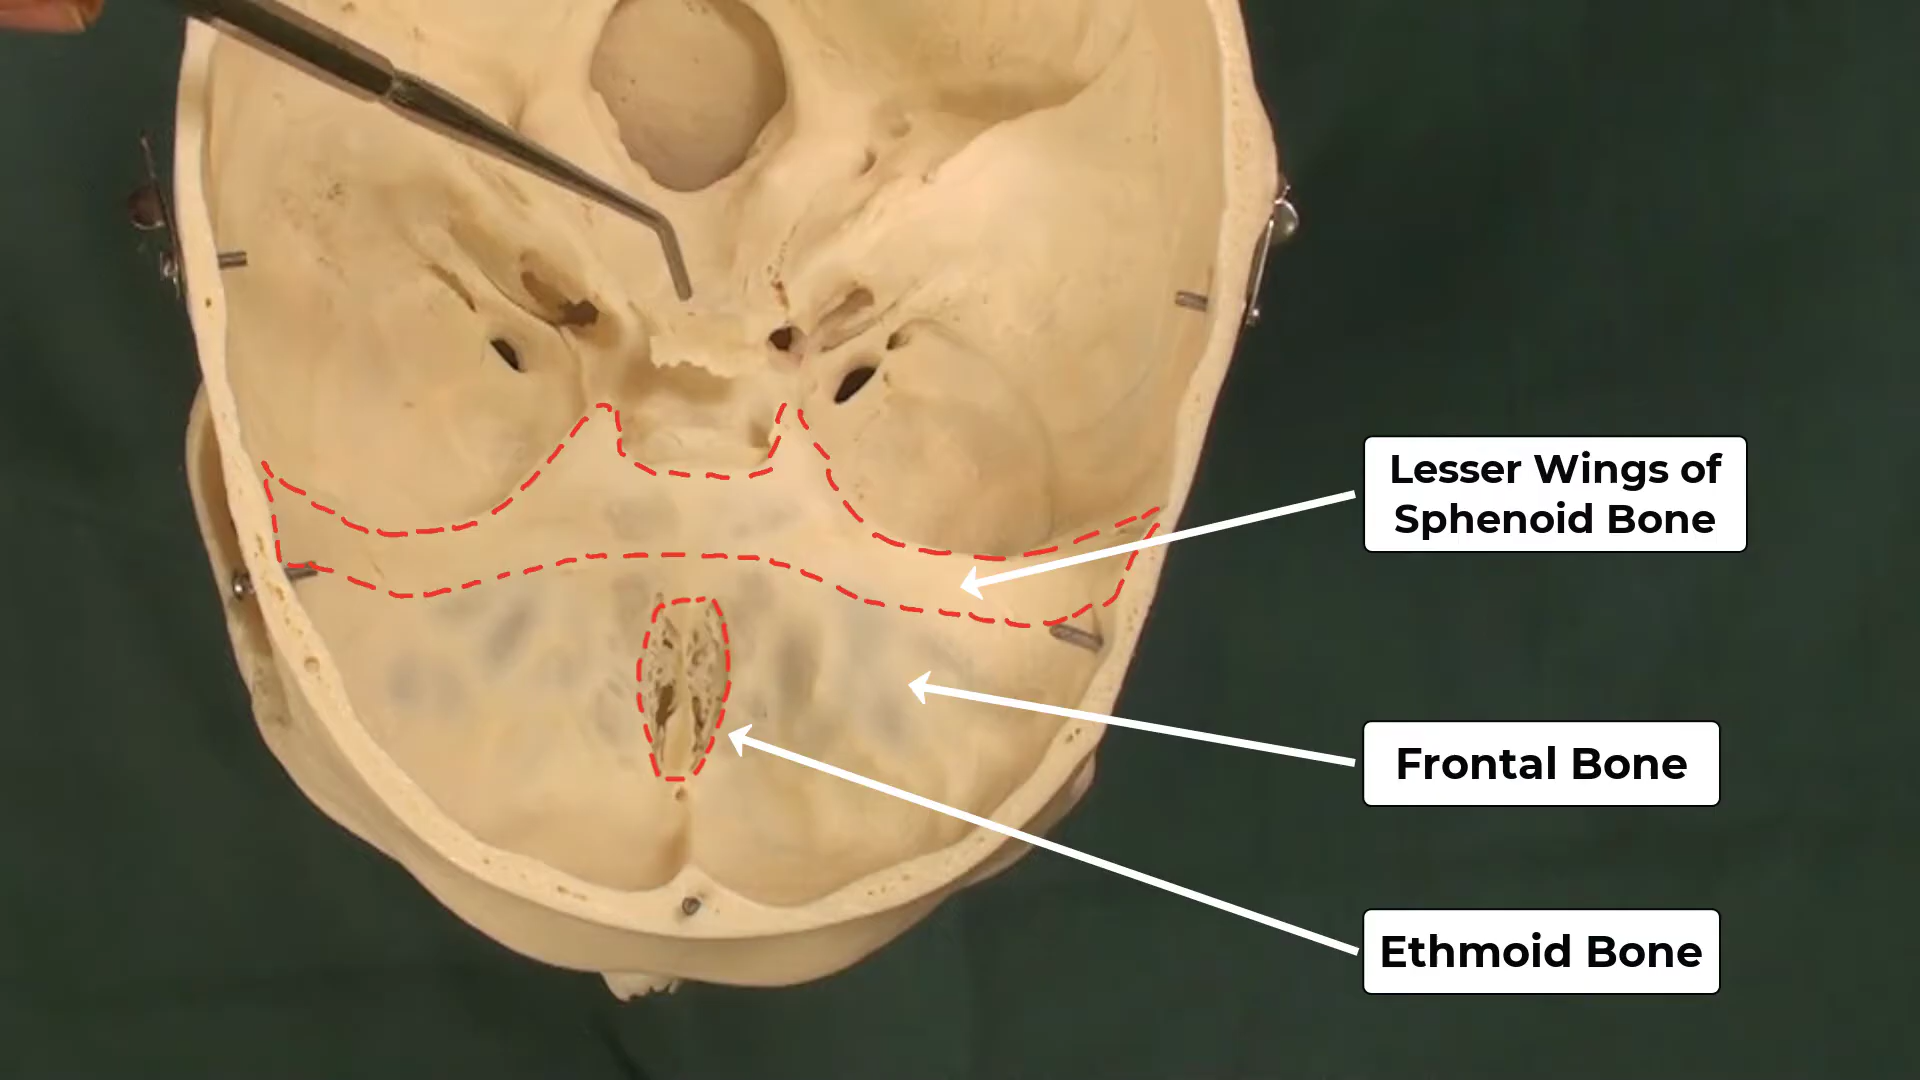 Lesser Wings of
Sphenoid Bone
Frontal Bone
Ethmoid Bone